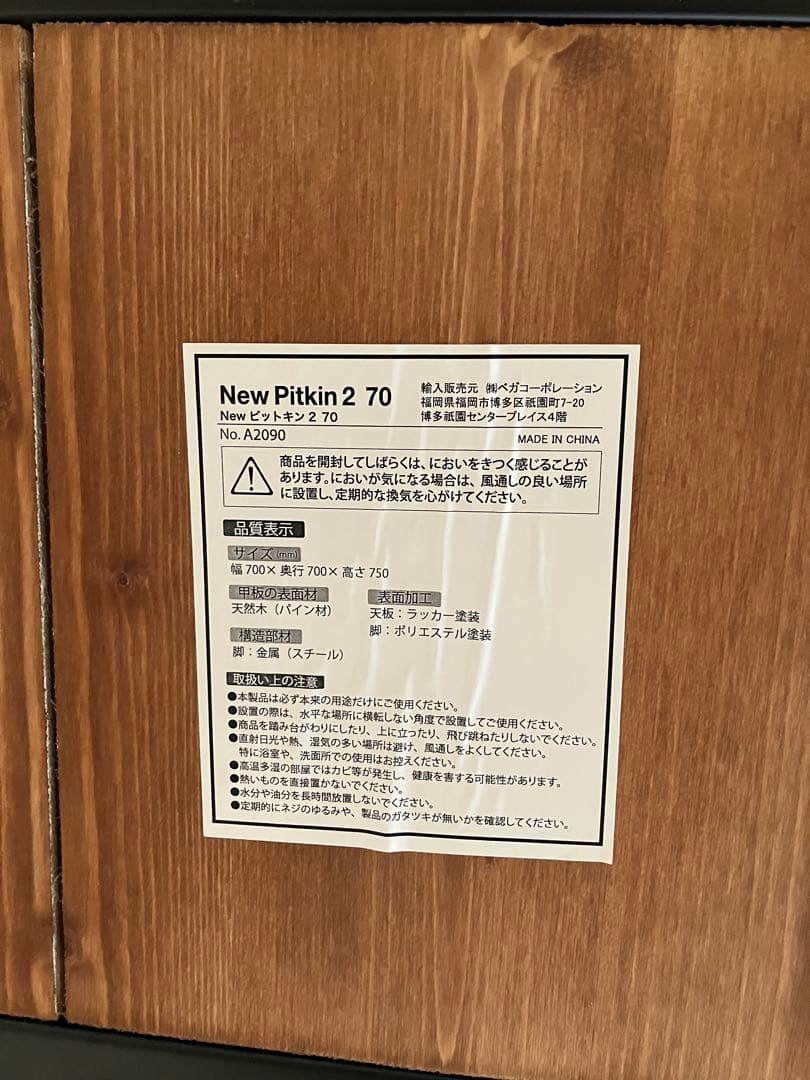 New Pitkin 2 70
New ピットキン 2 70
輸入販売元 ㈱ベガコーポレーション
福岡県福岡市博多区祇園町7-20
博多祇園センタープレイス4階
No. A2090
MADE IN CHINA
商品を開封してしばらくは、においをきつく感じることが
あります。においが気になる場合は、風通しの良い場所
に設置し、定期的な換気を心がけてください。
品質表示
サイズ(mm)
幅700×奥行700×高さ750
甲板の表面材
天然木（パイン材）
表面加工
天板：ラッカー塗装
脚：ポリエステル塗装
構造部材
脚：金属（スチール）
取扱い上の注意
●本製品は必ず本来の用途だけにご使用ください。
●設置の際は、水平な場所に横転しない角度で設置してご使用ください。
●商品を踏み台がわりにしたり、上に立ったり、飛び跳ねたりしないでください。
●直射日光や熱、湿気の多い場所は避け、風通しをよくしてください。
特に浴室や、洗面所での使用はお控えください。
●高温多湿の部屋ではカビ等が発生し、健康を害する可能性があります。
●熱いものを直接置かないでください。
●水分や油分を長時間放置しないでください。
●定期的にネジのゆるみや、製品のガタツキが無いかを確認してください。